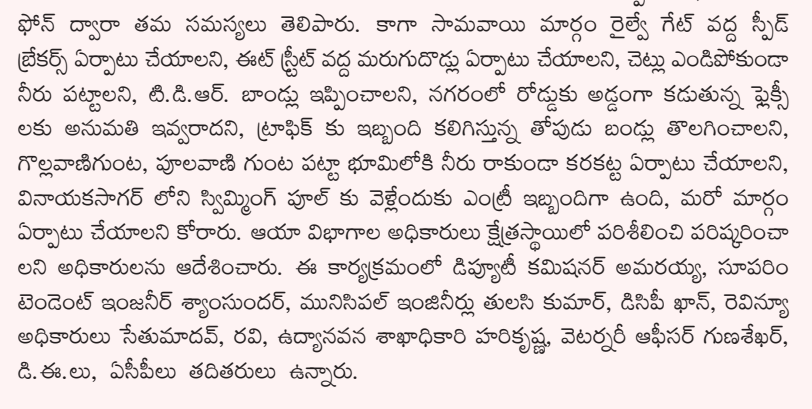 ఫోన్ ద్వారా తమ సమస్యలు తెలిపారు. కాగా సామవాయి మార్గం రైల్వే గేట్ వద్ద స్పీడ్
బ్రేకర్స్ ఏర్పాటు చేయాలని, ఈట్ స్ట్రీట్ వద్ద మరుగుదొడ్లు ఏర్పాటు చేయాలని, చెట్లు ఎండిపోకుండా
నీరు పట్టాలని, టి.డి.ఆర్. బాండ్లు ఇప్పించాలని, నగరంలో రోడ్డుకు అడ్డంగా కడుతున్న ఫ్లెక్సీ
లకు అనుమతి ఇవ్వరాదని, ట్రాఫిక్ కు ఇబ్బంది కలిగిస్తున్న తోపుడు బండ్లు తొలగించాలని,
గొల్లవాణిగుంట, పూలవాణి గుంట పట్టా భూమిలోకి నీరు రాకుండా కరకట్ట ఏర్పాటు చేయాలని,
వినాయకసాగర్ లోని స్విమ్మింగ్ పూల్ కు వెళ్లేందుకు ఎంట్రీ ఇబ్బందిగా ఉంది, మరో మార్గం
ఏర్పాటు చేయాలని కోరారు. ఆయా విభాగాల అధికారులు క్షేత్రస్థాయిలో పరిశీలించి పరిష్కరించా
లని అధికారులను ఆదేశించారు. ఈ కార్యక్రమంలో డిప్యూటీ కమిషనర్ అమరయ్య, సూపరిం
టెండెంట్ ఇంజనీర్ శ్యాంసుందర్, మునిసిపల్ ఇంజినీర్లు తులసి కుమార్, డిసిపీ ఖాన్, రెవిన్యూ
అధికారులు సేతుమాదవ్, రవి, ఉద్యానవన శాఖాధికారి హరికృష్ణ, వెటర్నరీ ఆఫీసర్ గుణశేఖర్,
డి.ఈ.లు, ఏసీపీలు తదితరులు ఉన్నారు.